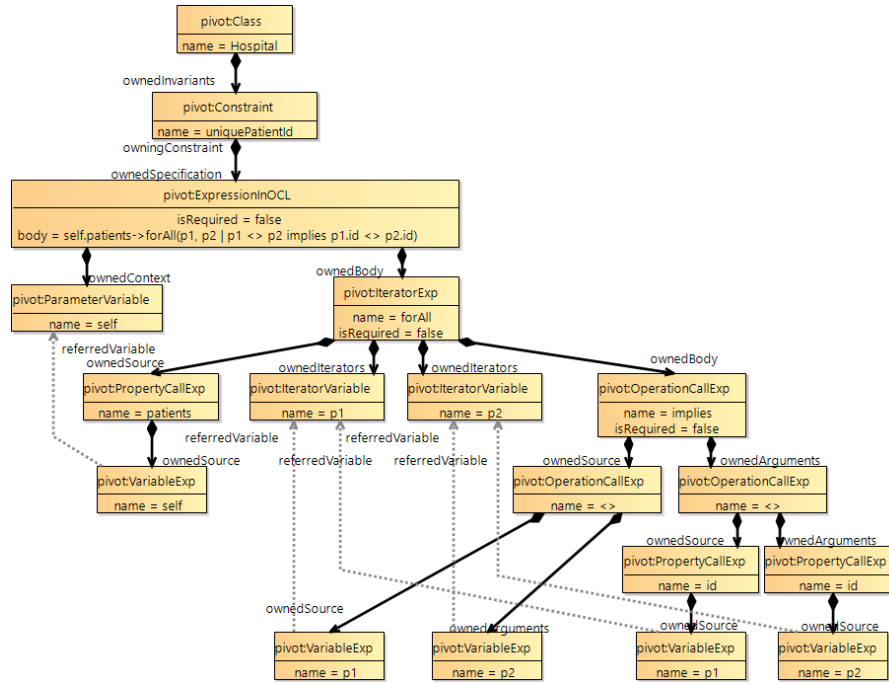 pivot:Class
name = Hospital
ownedInvariants
pivot:Constraint
name = uniquePatientId
owningConstraint
ownedSpecification
pivot:ExpressionInOCL
isRequired = false
body = self.patients->forAll(p1, p2 | p1 <> p2 implies p1.id <> p2.id)
ownedContext
ownedBody
pivot:ParameterVariable
name = self
pivot:IteratorExp
name = forAll
isRequired = false
referredVariable
ownedSource
ownedIterators
ownedIterators
ownedBody
pivot:PropertyCallExp
name = patients
pivot:IteratorVariable
name = p1
pivot:IteratorVariable
name = p2
pivot:OperationCallExp
name = implies
isRequired = false
referredVariable
referredVariable
ownedSource
referredVariable
referredVariable
ownedSource
ownedArguments
pivot:VariableExp
name = self
pivot:OperationCallExp
name = <>
pivot:OperationCallExp
name = <>
ownedSource
ownedArguments
pivot:PropertyCallExp
name = id
pivot:PropertyCallExp
name = id
ownedSource
ownedArguments
ownedSource
ownedSource
pivot:VariableExp
name = p1
pivot:VariableExp
name = p2
pivot:VariableExp
name = p1
pivot:VariableExp
name = p2